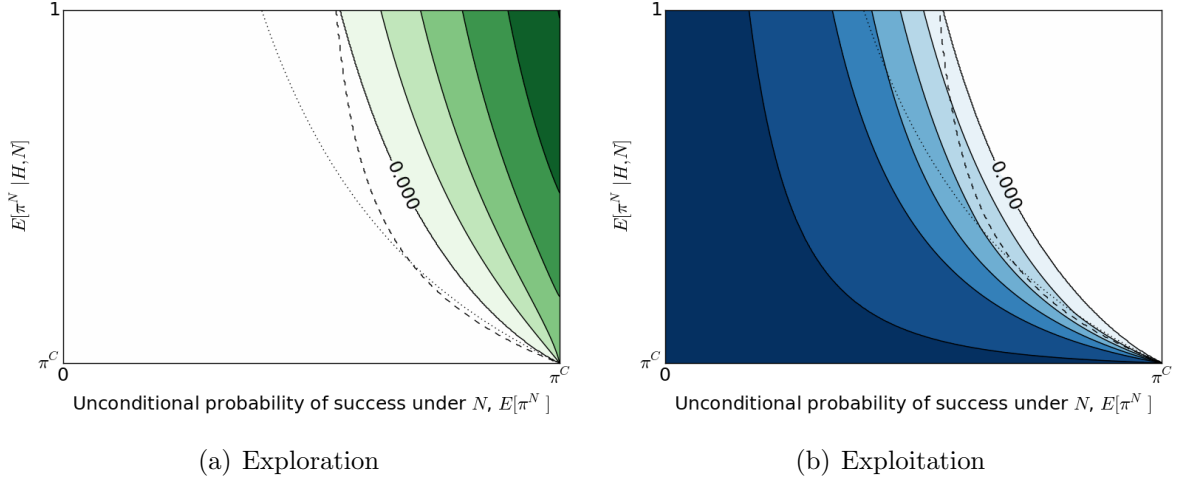 1
E[π^N | H, N]
0.000
π^C
0
π^C
Unconditional probability of success under N, E[π^N ]
(a) Exploration
1
E[π^N | H, N]
0.000
π^C
0
π^C
Unconditional probability of success under N, E[π^N ]
(b) Exploitation